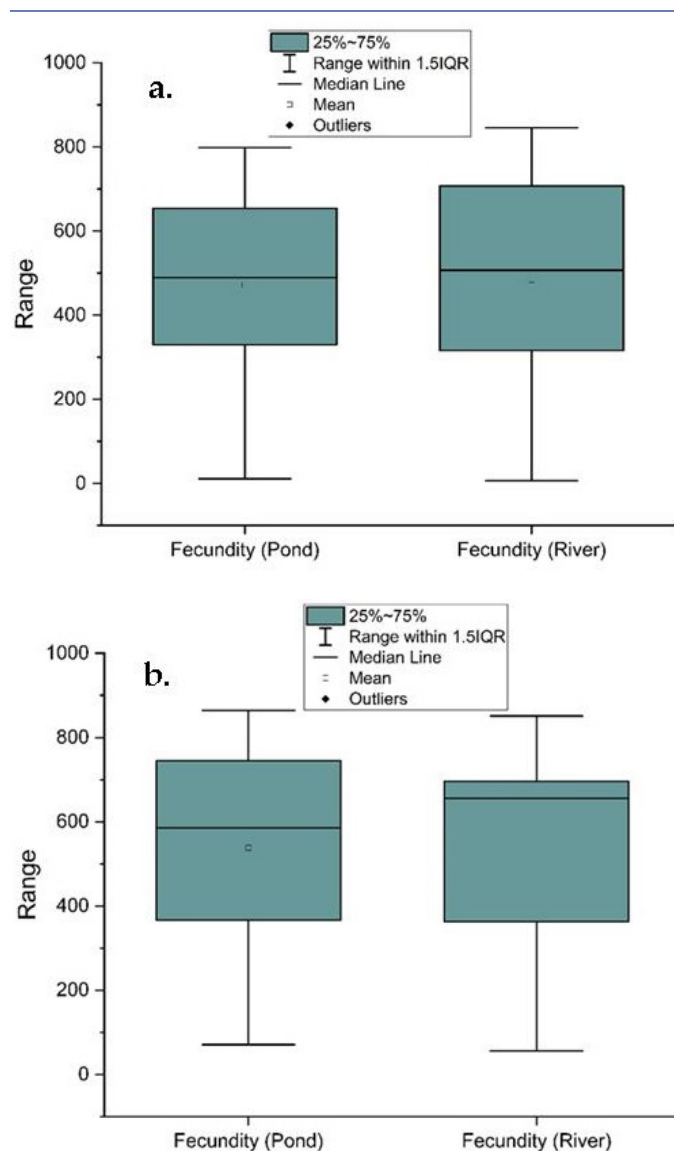 a.
25%~75%
Range within 1.5IQR
Median Line
Mean
Outliers
1000
800
600
400
200
0
Range
Fecundity (Pond) Fecundity (River)
b.
25%~75%
Range within 1.5IQR
Median Line
Mean
Outliers
1000
800
600
400
200
0
Range
Fecundity (Pond) Fecundity (River)